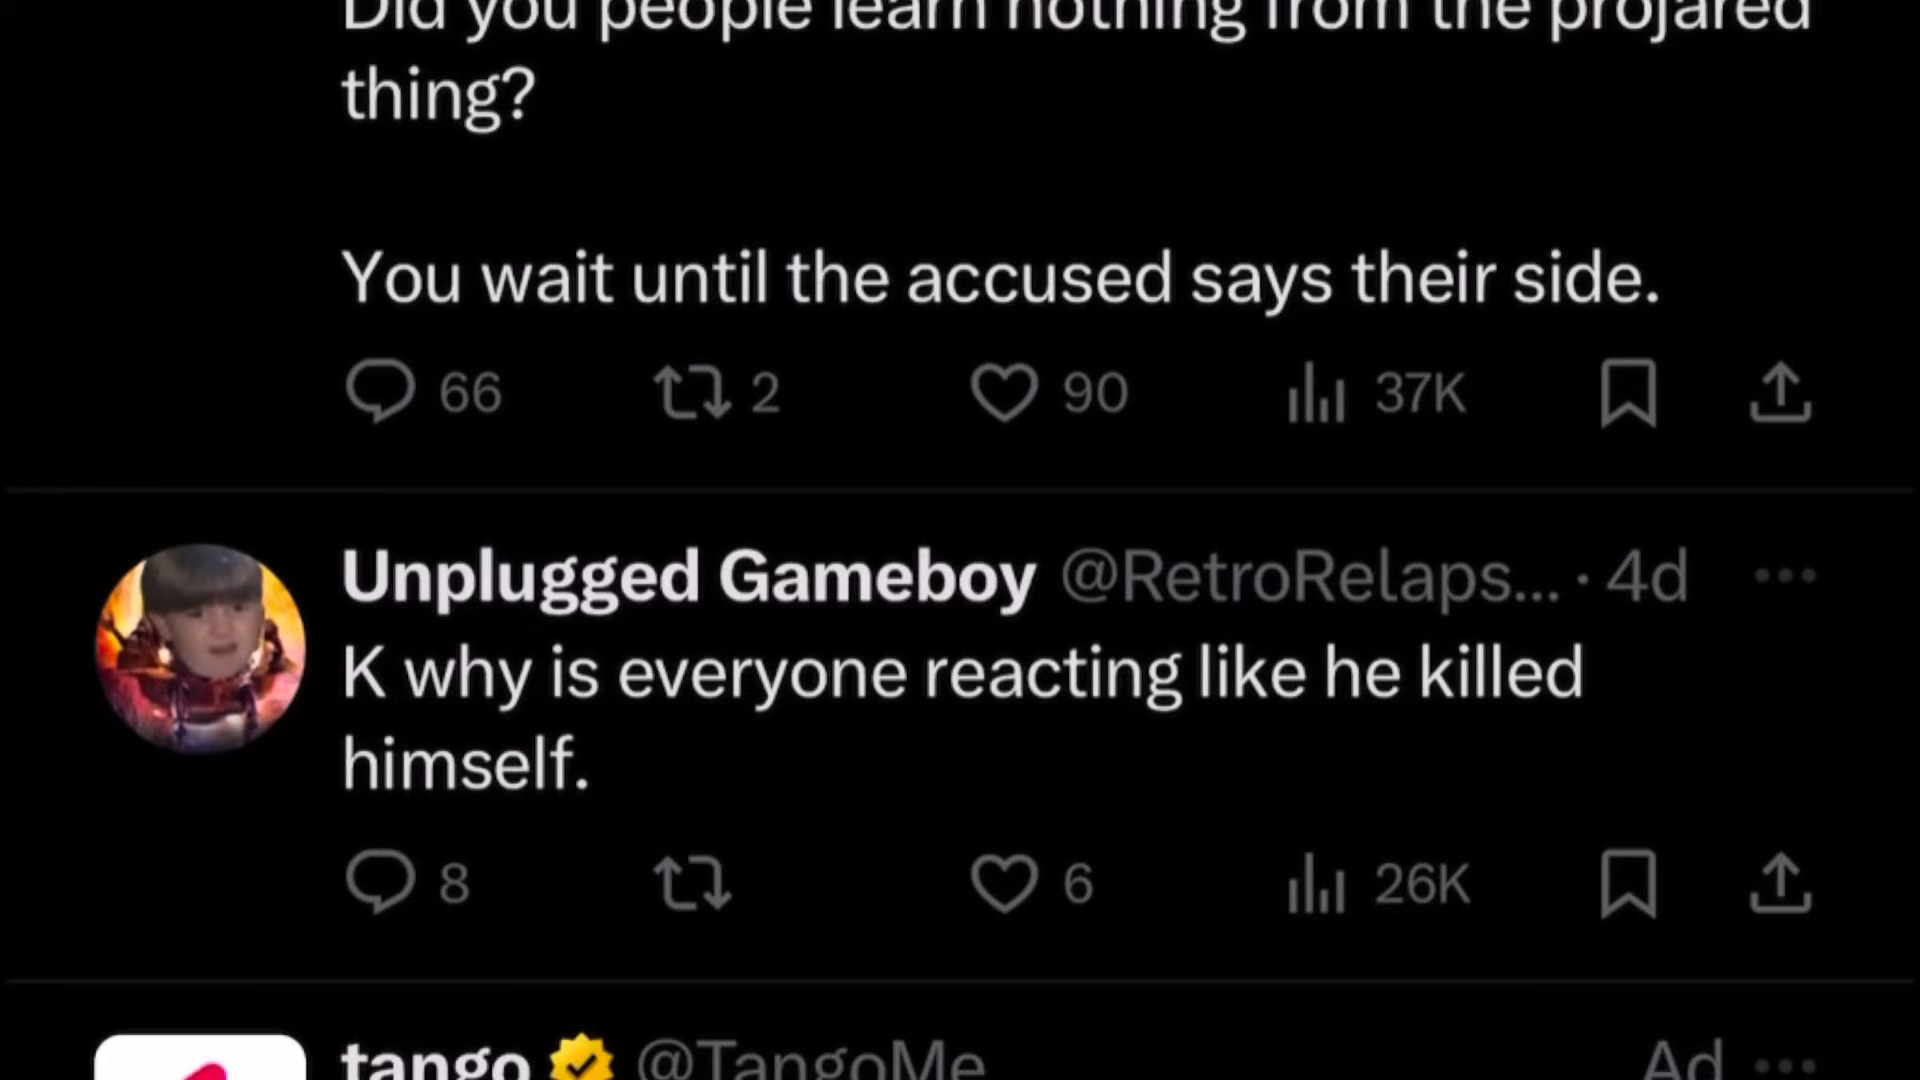 Did you people learn nothing from the projared
thing?
You wait until the accused says their side.
66 2 90 37K
Unplugged Gameboy @RetroRelaps... · 4d
K why is everyone reacting like he killed
himself.
8 6 26K
tango @TangoMe Ad